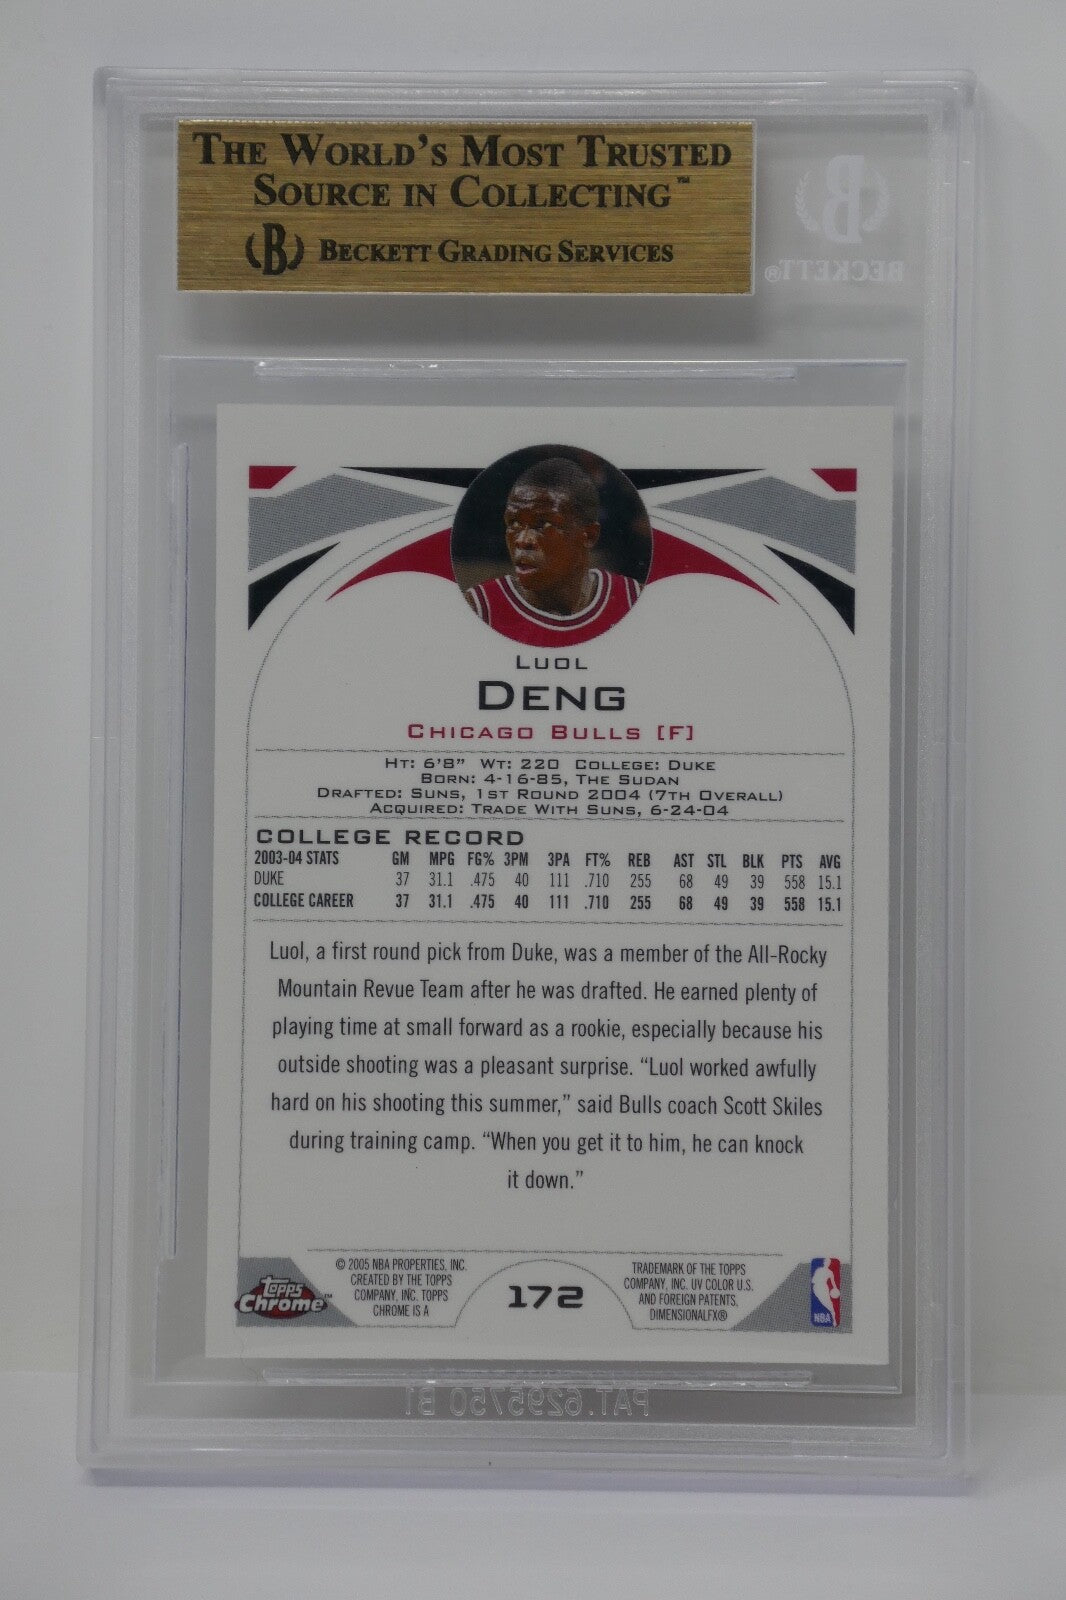 THE WORLD'S MOST TRUSTED
SOURCE IN COLLECTING™
B BECKETT GRADING SERVICES
B
BECKETT®
LUOL
DENG
CHICAGO BULLS [F]
HT: 6'8" WT: 220 COLLEGE: DUKE
BORN: 4-16-85, THE SUDAN
DRAFTED: SUNS, 1ST ROUND 2004 (7TH OVERALL)
ACQUIRED: TRADE WITH SUNS, 6-24-04
COLLEGE RECORD
2003-04 STATS GM MPG FG% 3PM 3PA FT% REB AST STL BLK PTS AVG
DUKE 37 31.1 .475 40 111 .710 255 68 49 39 558 15.1
COLLEGE CAREER 37 31.1 .475 40 111 .710 255 68 49 39 558 15.1
Luol, a first round pick from Duke, was a member of the All-Rocky
Mountain Revue Team after he was drafted. He earned plenty of
playing time at small forward as a rookie, especially because his
outside shooting was a pleasant surprise. "Luol worked awfully
hard on his shooting this summer," said Bulls coach Scott Skiles
during training camp. "When you get it to him, he can knock
it down."
Topps
Chrome™
© 2005 NBA PROPERTIES, INC.
CREATED BY THE TOPPS
COMPANY, INC. TOPPS
CHROME IS A
172
TRADEMARK OF THE TOPPS
COMPANY, INC. UV COLOR U.S.
AND FOREIGN PATENTS,
DIMENSIONALFX®
NBA
PAT.6295750 B1